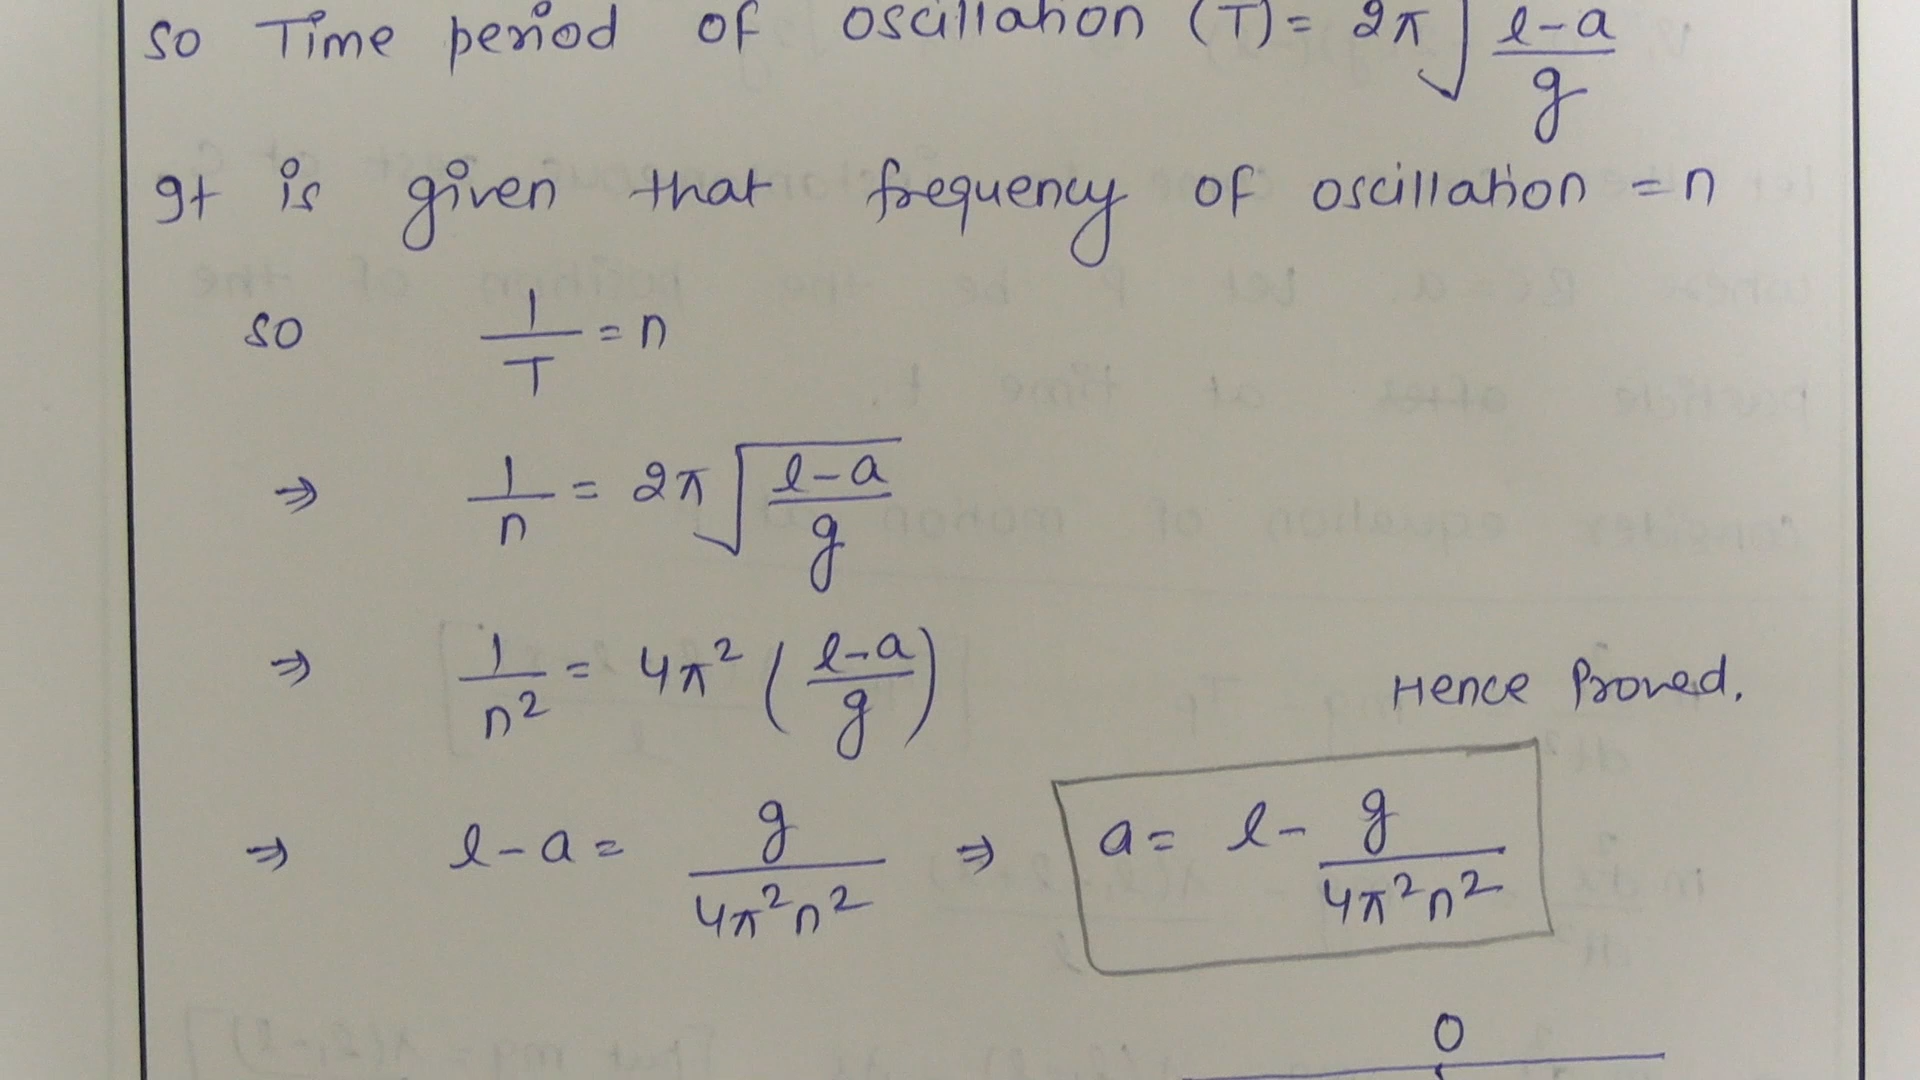 so Time period of oscillation (T) = 2π√((l-a)/g)
It is given that frequency of oscillation = n
so 1/T = n
⇒ 1/n = 2π√((l-a)/g)
⇒ 1/n² = 4π²((l-a)/g)
Hence Proved.
⇒ l-a = g/(4π²n²) ⇒ a = l - g/(4π²n²)
O